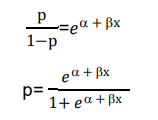 p/(1-p)=e^(α + βx)
p=e^(α + βx)/(1+ e^(α + βx))